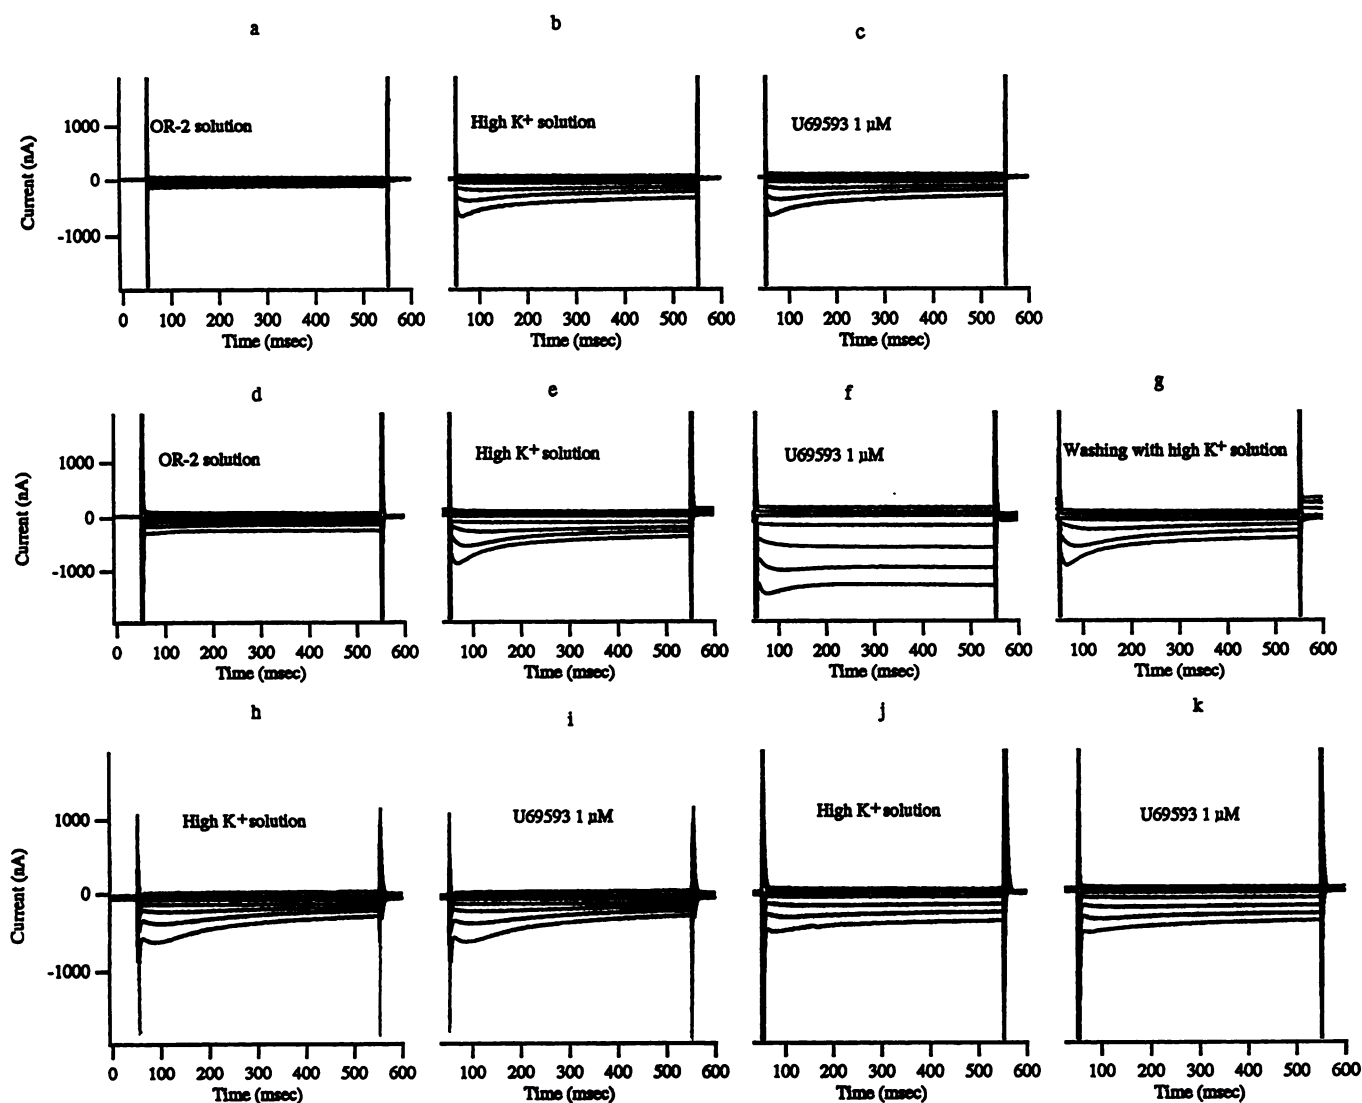 a
b
c
OR-2 solution
High K+ solution
U69593 1 µM
Current (nA)
1000
0
-1000
0 100 200 300 400 500 600
100 200 300 400 500 600
100 200 300 400 500 600
Time (msec)
Time (msec)
Time (msec)
d
e
f
g
OR-2 solution
High K+ solution
U69593 1 µM
Washing with high K+ solution
Current (nA)
1000
0
-1000
0 100 200 300 400 500 600
100 200 300 400 500 600
100 200 300 400 500 600
100 200 300 400 500 600
Time (msec)
Time (msec)
Time (msec)
Time (msec)
h
i
j
k
High K+ solution
U69593 1 µM
High K+ solution
U69593 1 µM
Current (nA)
1000
0
-1000
0 100 200 300 400 500 600
100 200 300 400 500 600
100 200 300 400 500 600
100 200 300 400 500 600
Time (msec)
Time (msec)
Time (msec)
Time (msec)